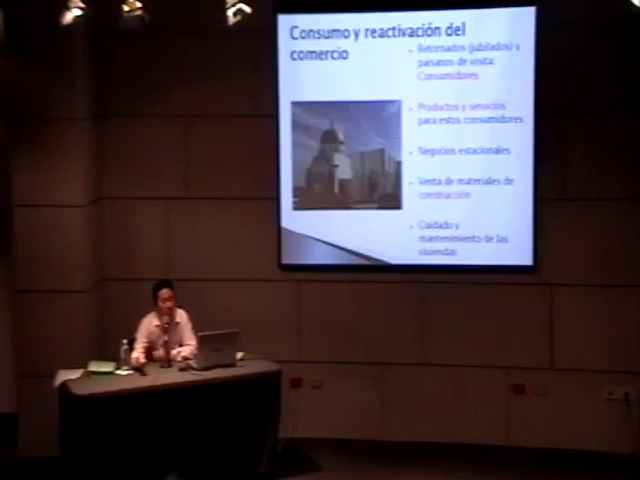 Consumo y reactivación del
comercio
• Retornados (jubilados) y
paisanos de visita:
Consumidores
• Productos y servicios
para estos consumidores
• Negocios estacionales
• Venta de materiales de
construcción
• Cuidado y
mantenimiento de las
viviendas